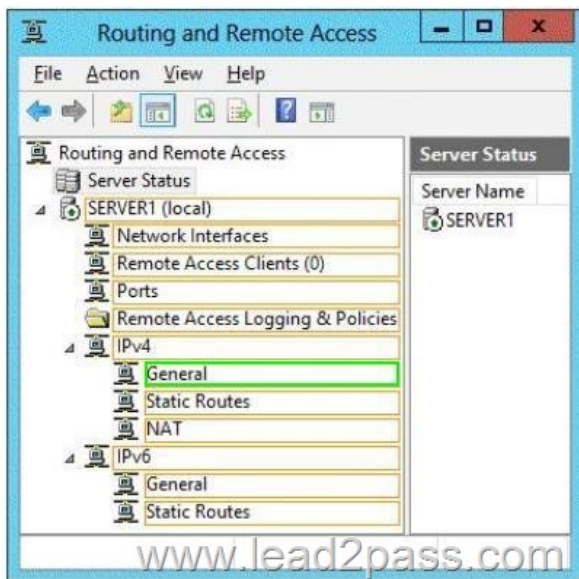 Routing and Remote Access
File Action View Help
Routing and Remote Access
Server Status
SERVER1 (local)
Network Interfaces
Remote Access Clients (0)
Ports
Remote Access Logging & Policies
IPv4
General
Static Routes
NAT
IPv6
General
Static Routes
Server Status
Server Name
SERVER1
www.lead2pass.com